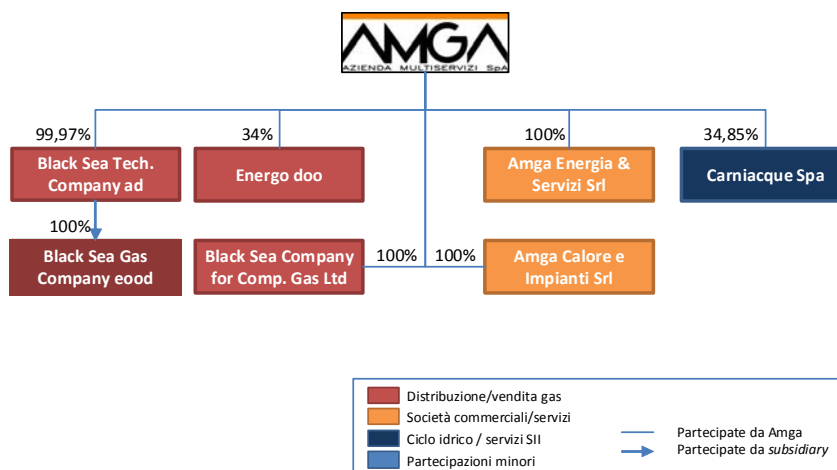 AMGA
AZIENDA MULTISERVIZI SpA
99,97%
34%
100%
34,85%
Black Sea Tech.
Company ad
Energo doo
Amga Energia &
Servizi Srl
Carniacque Spa
100%
Black Sea Gas
Company eood
Black Sea Company
for Comp. Gas Ltd
100%
100%
Amga Calore e
Impianti Srl
Distribuzione/vendita gas
Società commerciali/servizi
Ciclo idrico / servizi SII
Partecipazioni minori
Partecipate da Amga
Partecipate da subsidiary